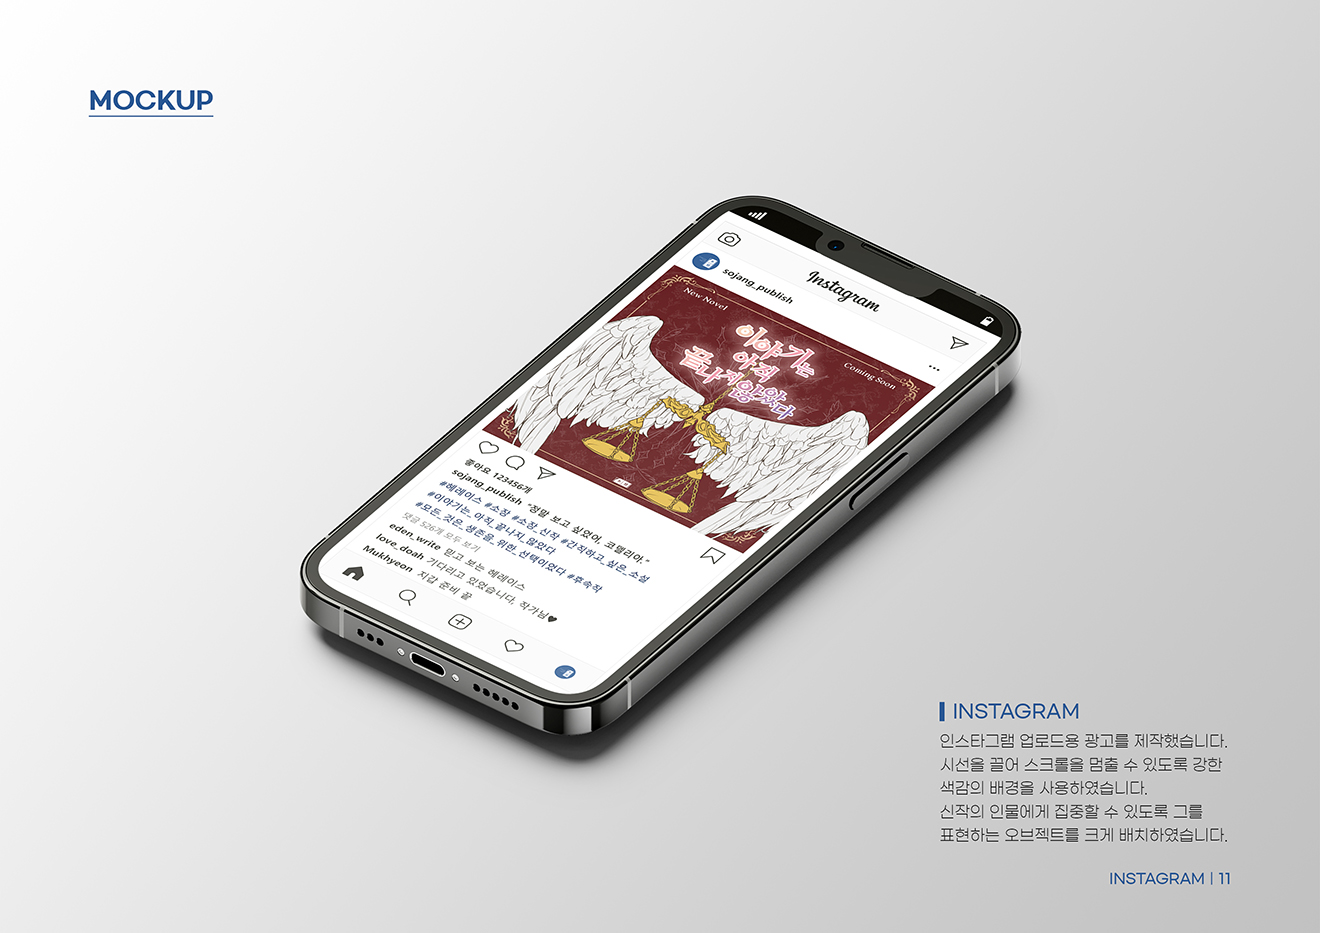 MOCKUP
Instagram
sojang_publish
New Novel
이야기는
아직
끝나지않았다
Coming Soon
좋아요 123456개
sojang_publish "정말 보고 싶었어, 코델리아."
#헤레이스 #소장 #소장_신작 #간직하고_싶은_소설
#이야기는_아직_끝나지_않았다
#모든_것은_생존을_위한_선택이었다 #후속작
댓글 526개 모두 보기
eden_write 믿고 보는 헤레이스
love_doah 기다리고 있었습니다, 작가님♥
Mukhyeon 지갑 준비 끝
INSTAGRAM
인스타그램 업로드용 광고를 제작했습니다.
시선을 끌어 스크롤을 멈출 수 있도록 강한
색감의 배경을 사용하였습니다.
신작의 인물에게 집중할 수 있도록 그를
표현하는 오브젝트를 크게 배치하였습니다.
INSTAGRAM | 11